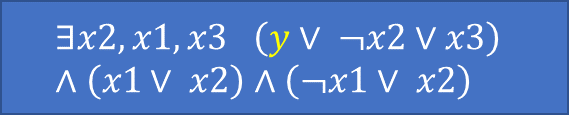 ∃x2, x1, x3 (y ∨ ¬x2 ∨ x3)
∧ (x1 ∨ x2) ∧ (¬x1 ∨ x2)